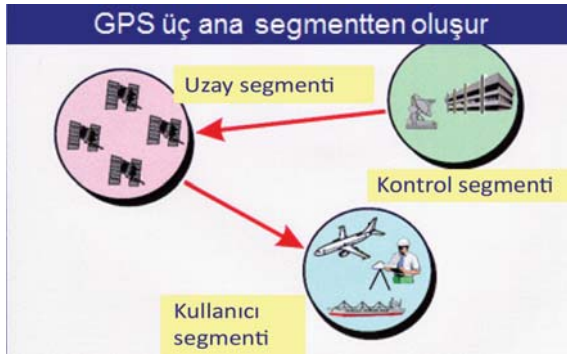 GPS üç ana segmentten oluşur
Uzay segmenti
Kontrol segmenti
Kullanıcı
segmenti